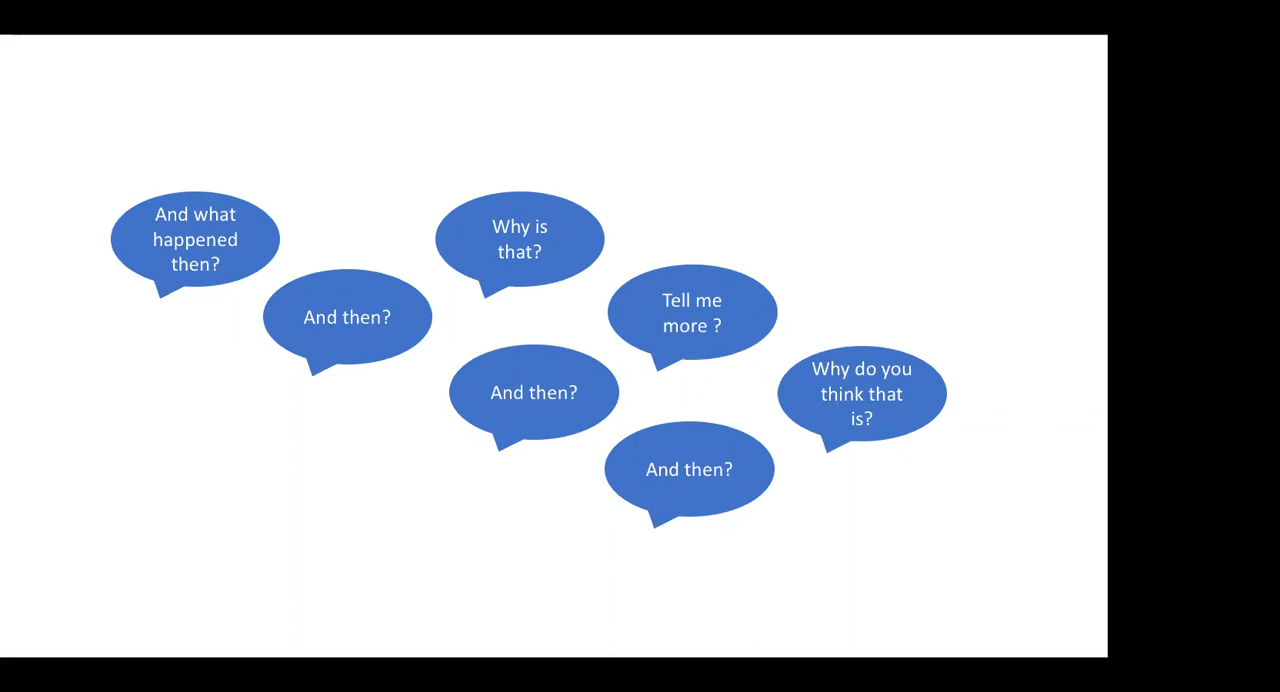 And what
happened
then?
And then?
Why is
that?
Tell me
more ?
And then?
Why do you
think that
is?
And then?